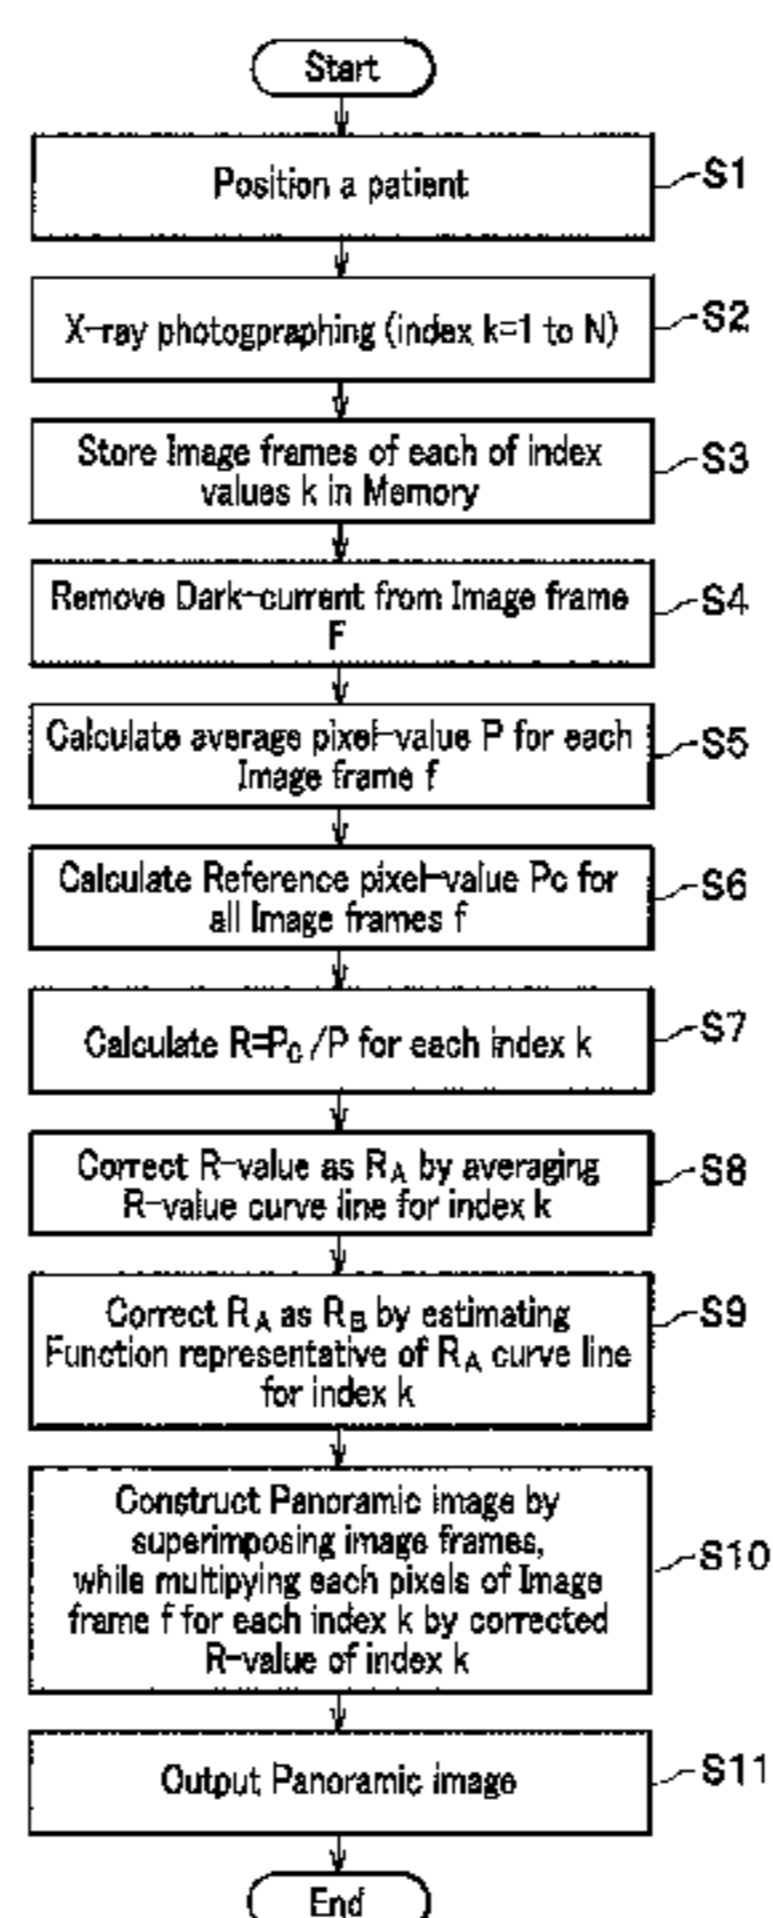 Start
Position a patient
S1
X-ray photogpraphing (index k=1 to N)
S2
Store Image frames of each of index
values k in Memory
S3
Remove Dark-current from Image frame
F
S4
Calculate average pixel-value P for each
Image frame f
S5
Calculate Reference pixel-value Pc for
all Image frames f
S6
Calculate R=PC/P for each index k
S7
Correct R-value as RA by averaging
R-value curve line for index k
S8
Correct RA as RB by estimating
Function representative of RA curve line
for index k
S9
Construct Panoramic image by
superimposing image frames,
while multipying each pixels of Image
frame f for each index k by corrected
R-value of index k
S10
Output Panoramic image
S11
End